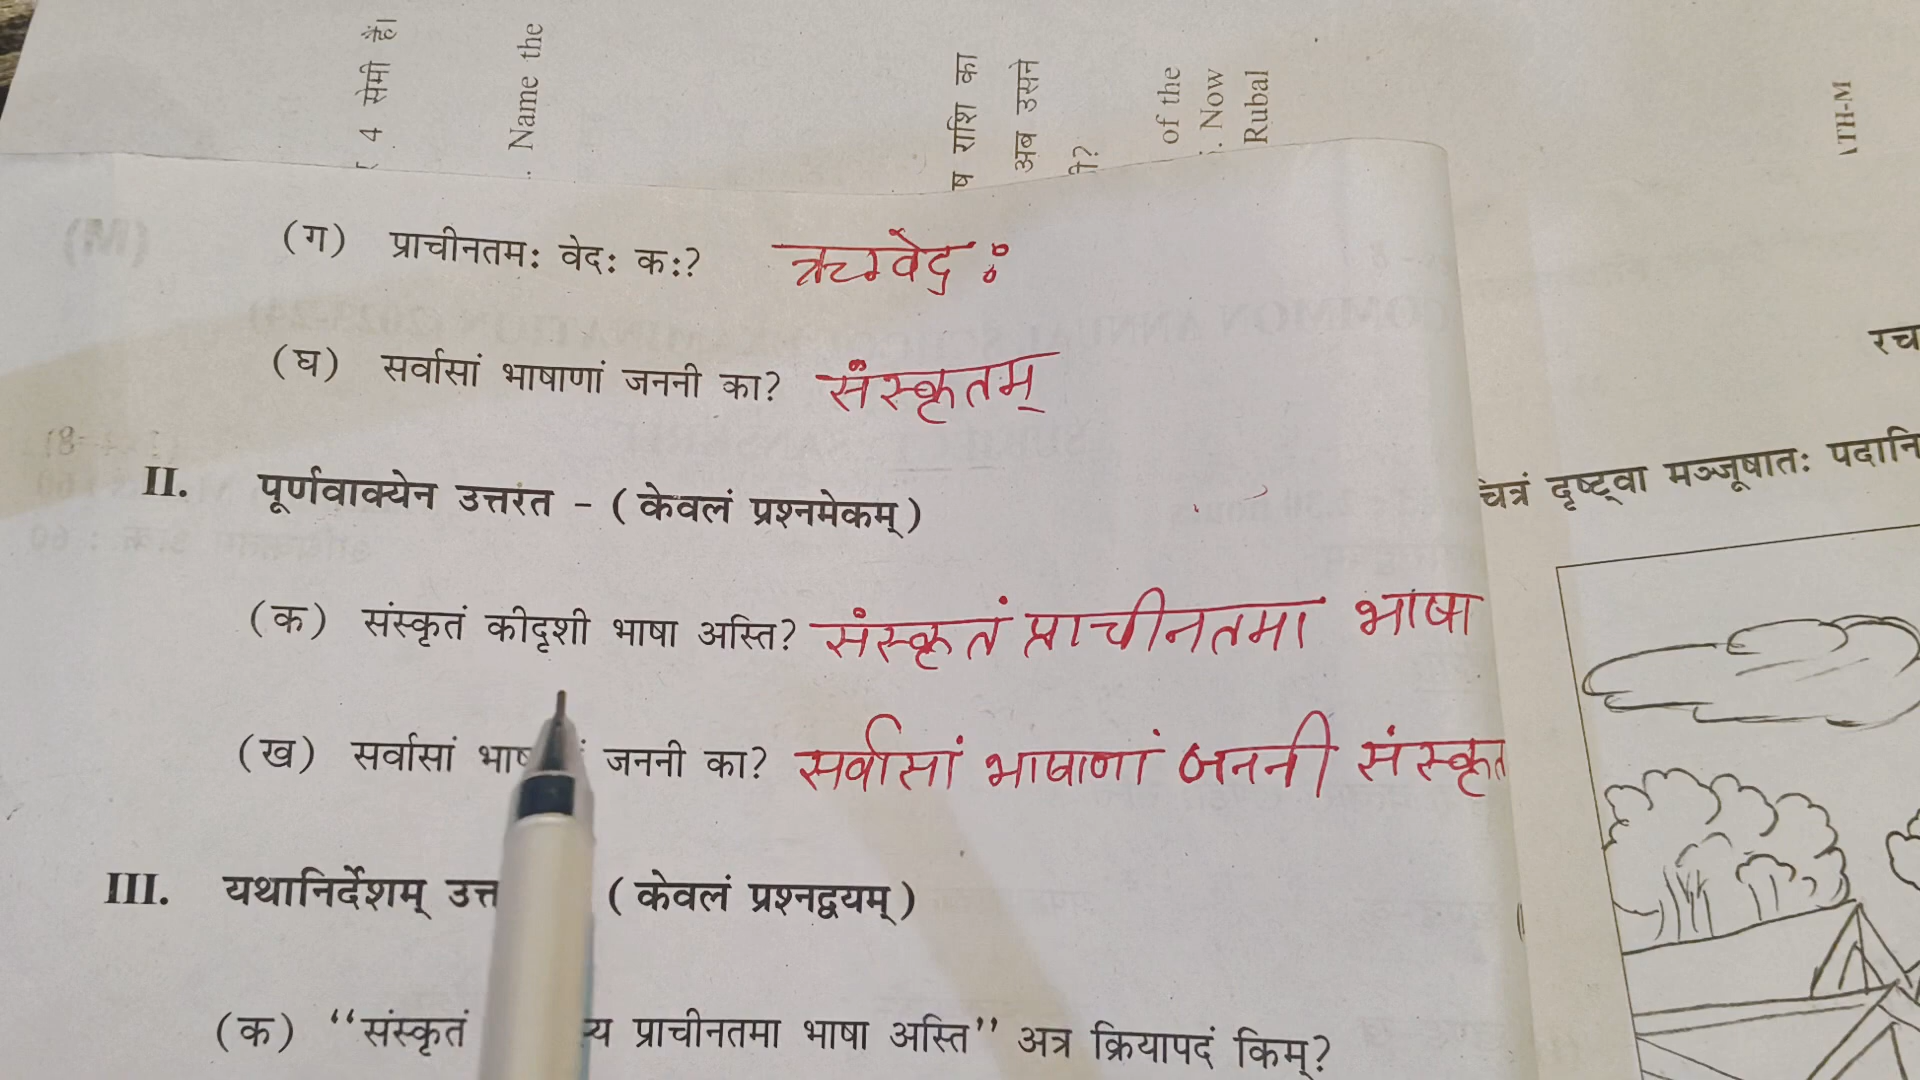 4 सेमी है।
Name the
ष राशि का
अब उसने
of the
. Now
Rubal
TH-M
(ग) प्राचीनतमः वेदः कः? ऋग्वेदः
(घ) सर्वासां भाषाणां जननी का? संस्कृतम्
II. पूर्णवाक्येन उत्तरत - (केवलं प्रश्नमेकम्)
(क) संस्कृतं कीदृशी भाषा अस्ति? संस्कृतं प्राचीनतमा भाषा
(ख) सर्वासां भाष जननी का? सर्वासां भाषाणां जननी संस्कृत
III. यथानिर्देशम् उत्त (केवलं प्रश्नद्वयम्)
(क) “संस्कृतं स्य प्राचीनतमा भाषा अस्ति” अत्र क्रियापदं किम्?
रच
चित्रं दृष्ट्वा मञ्जूषातः पदानि